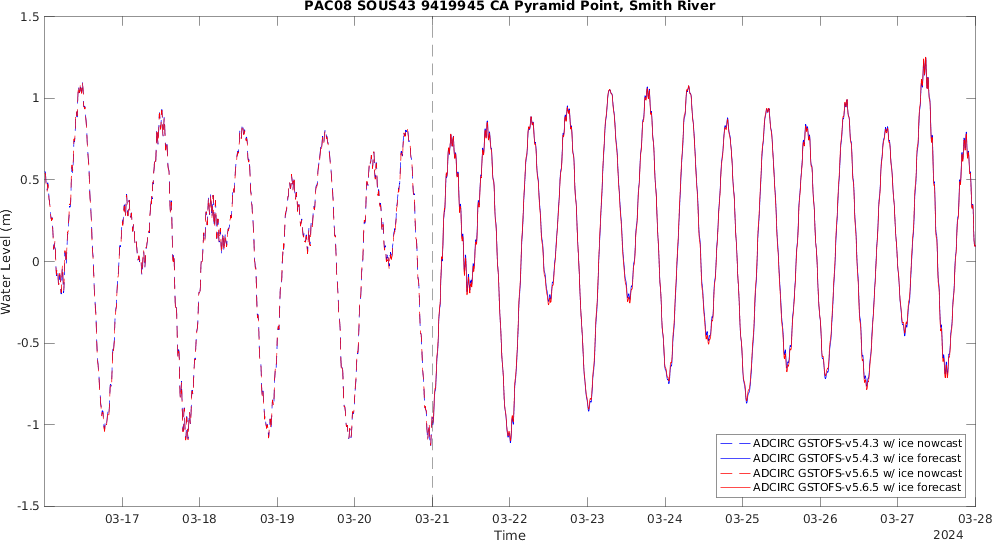 PAC08 SOUS43 9419945 CA Pyramid Point, Smith River
1.5
1
0.5
0
-0.5
-1
-1.5
Water Level (m)
ADCIRC GSTOFS-v5.4.3 w/ ice nowcast
ADCIRC GSTOFS-v5.4.3 w/ ice forecast
ADCIRC GSTOFS-v5.6.5 w/ ice nowcast
ADCIRC GSTOFS-v5.6.5 w/ ice forecast
03-17 03-18 03-19 03-20 03-21 03-22 03-23 03-24 03-25 03-26 03-27 03-28
Time
2024